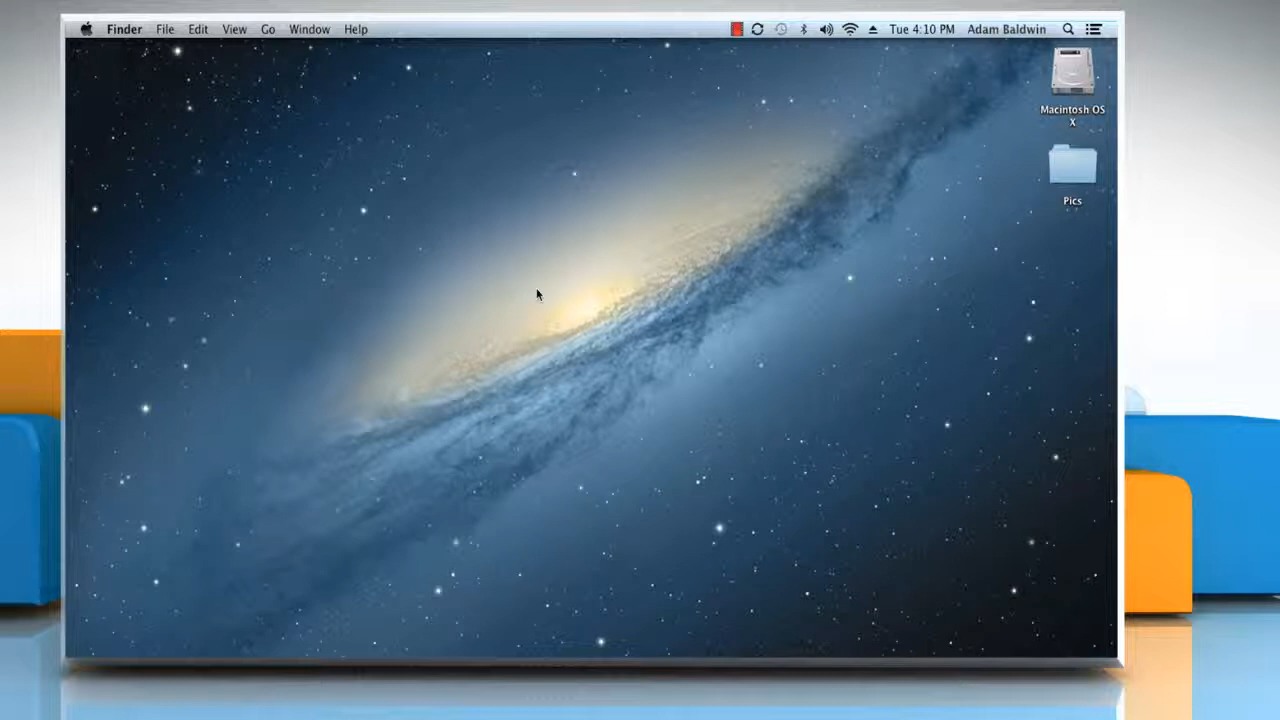 Finder File Edit View Go Window Help Tue 4:10 PM Adam Baldwin
Macintosh OS
X
Pics